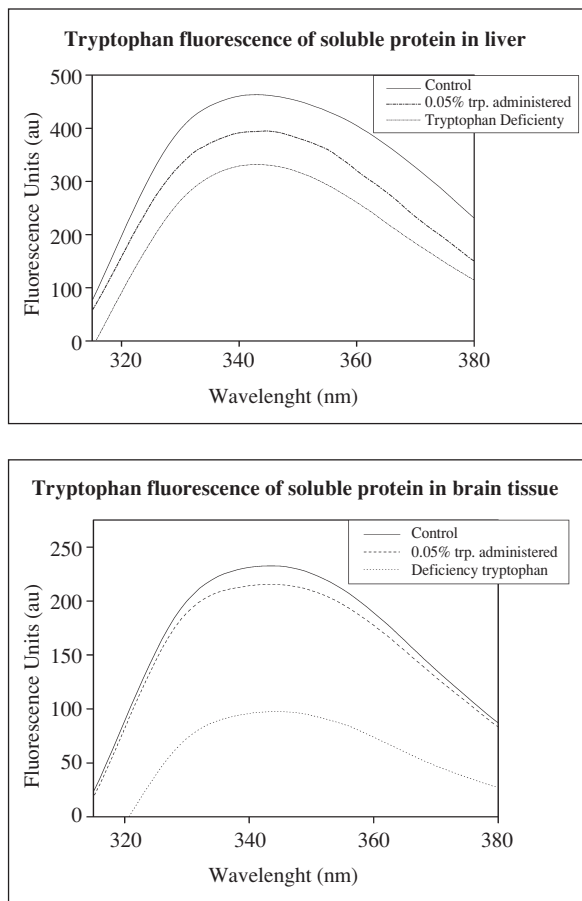 Tryptophan fluorescence of soluble protein in liver
500
400
300
200
100
0
Fluorescence Units (au)
Control
0.05% trp. administered
Tryptophan Deficienty
320 340 360 380
Wavelenght (nm)
Tryptophan fluorescence of soluble protein in brain tissue
250
200
150
100
50
0
Fluorescence Units (au)
Control
0.05% trp. administered
Deficiency tryptophan
320 340 360 380
Wavelenght (nm)